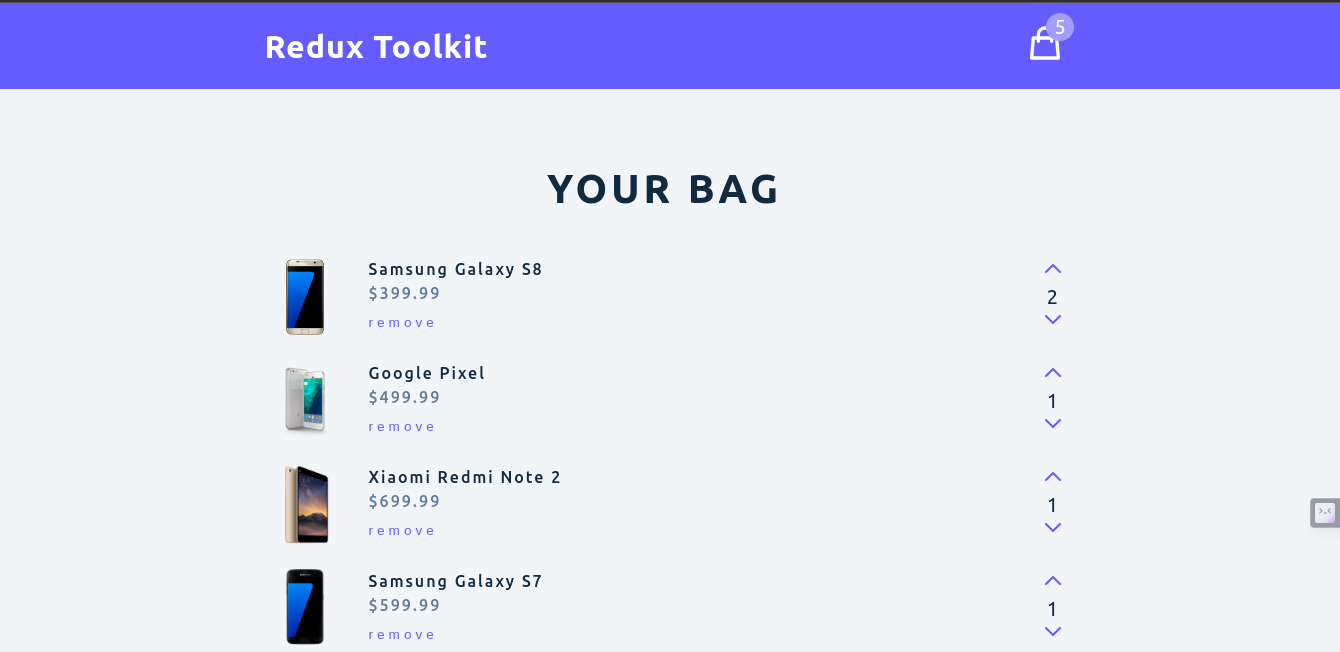 Redux Toolkit
5
YOUR BAG
Samsung Galaxy S8
$399.99
remove
2
Google Pixel
$499.99
remove
1
Xiaomi Redmi Note 2
$699.99
remove
1
Samsung Galaxy S7
$599.99
remove
1